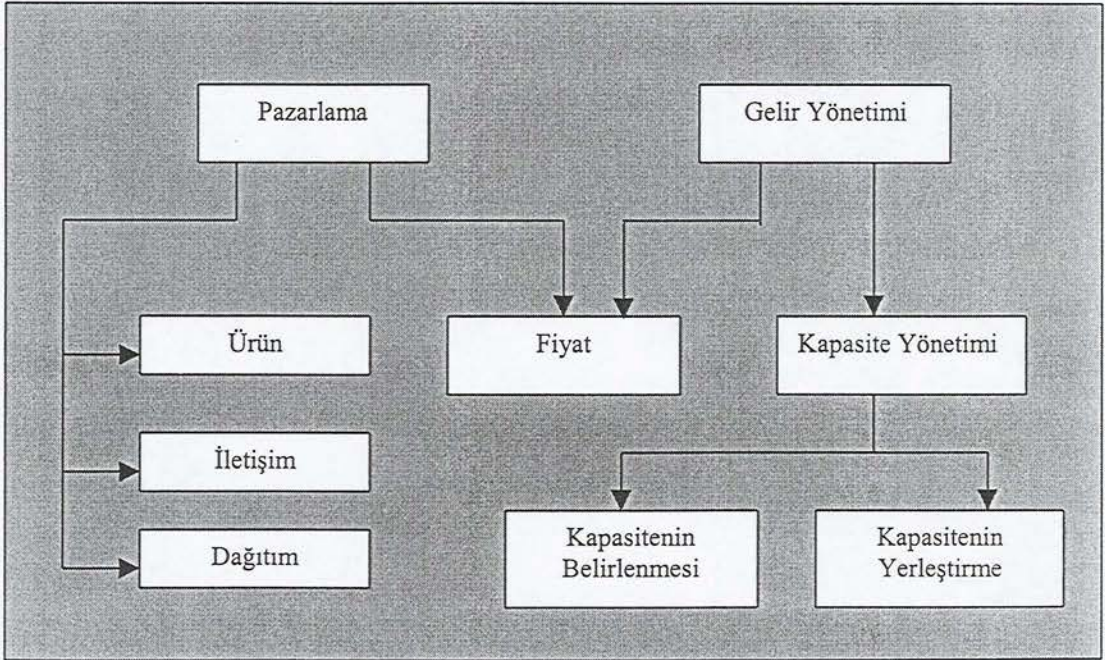 Pazarlama
Gelir Yönetimi
Ürün
Fiyat
Kapasite Yönetimi
İletişim
Dağıtım
Kapasitenin
Belirlenmesi
Kapasitenin
Yerleştirme